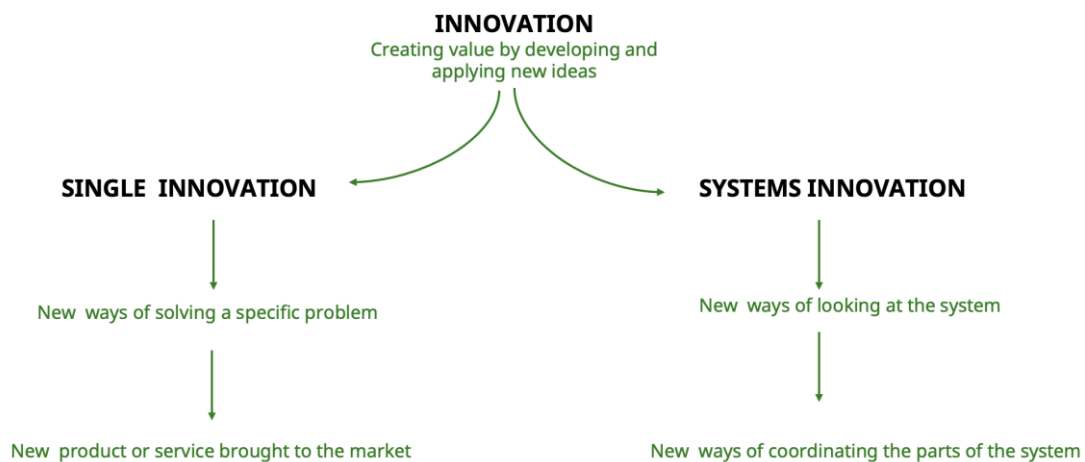 INNOVATION
Creating value by developing and
applying new ideas
SINGLE INNOVATION
SYSTEMS INNOVATION
New ways of solving a specific problem
New ways of looking at the system
New product or service brought to the market
New ways of coordinating the parts of the system